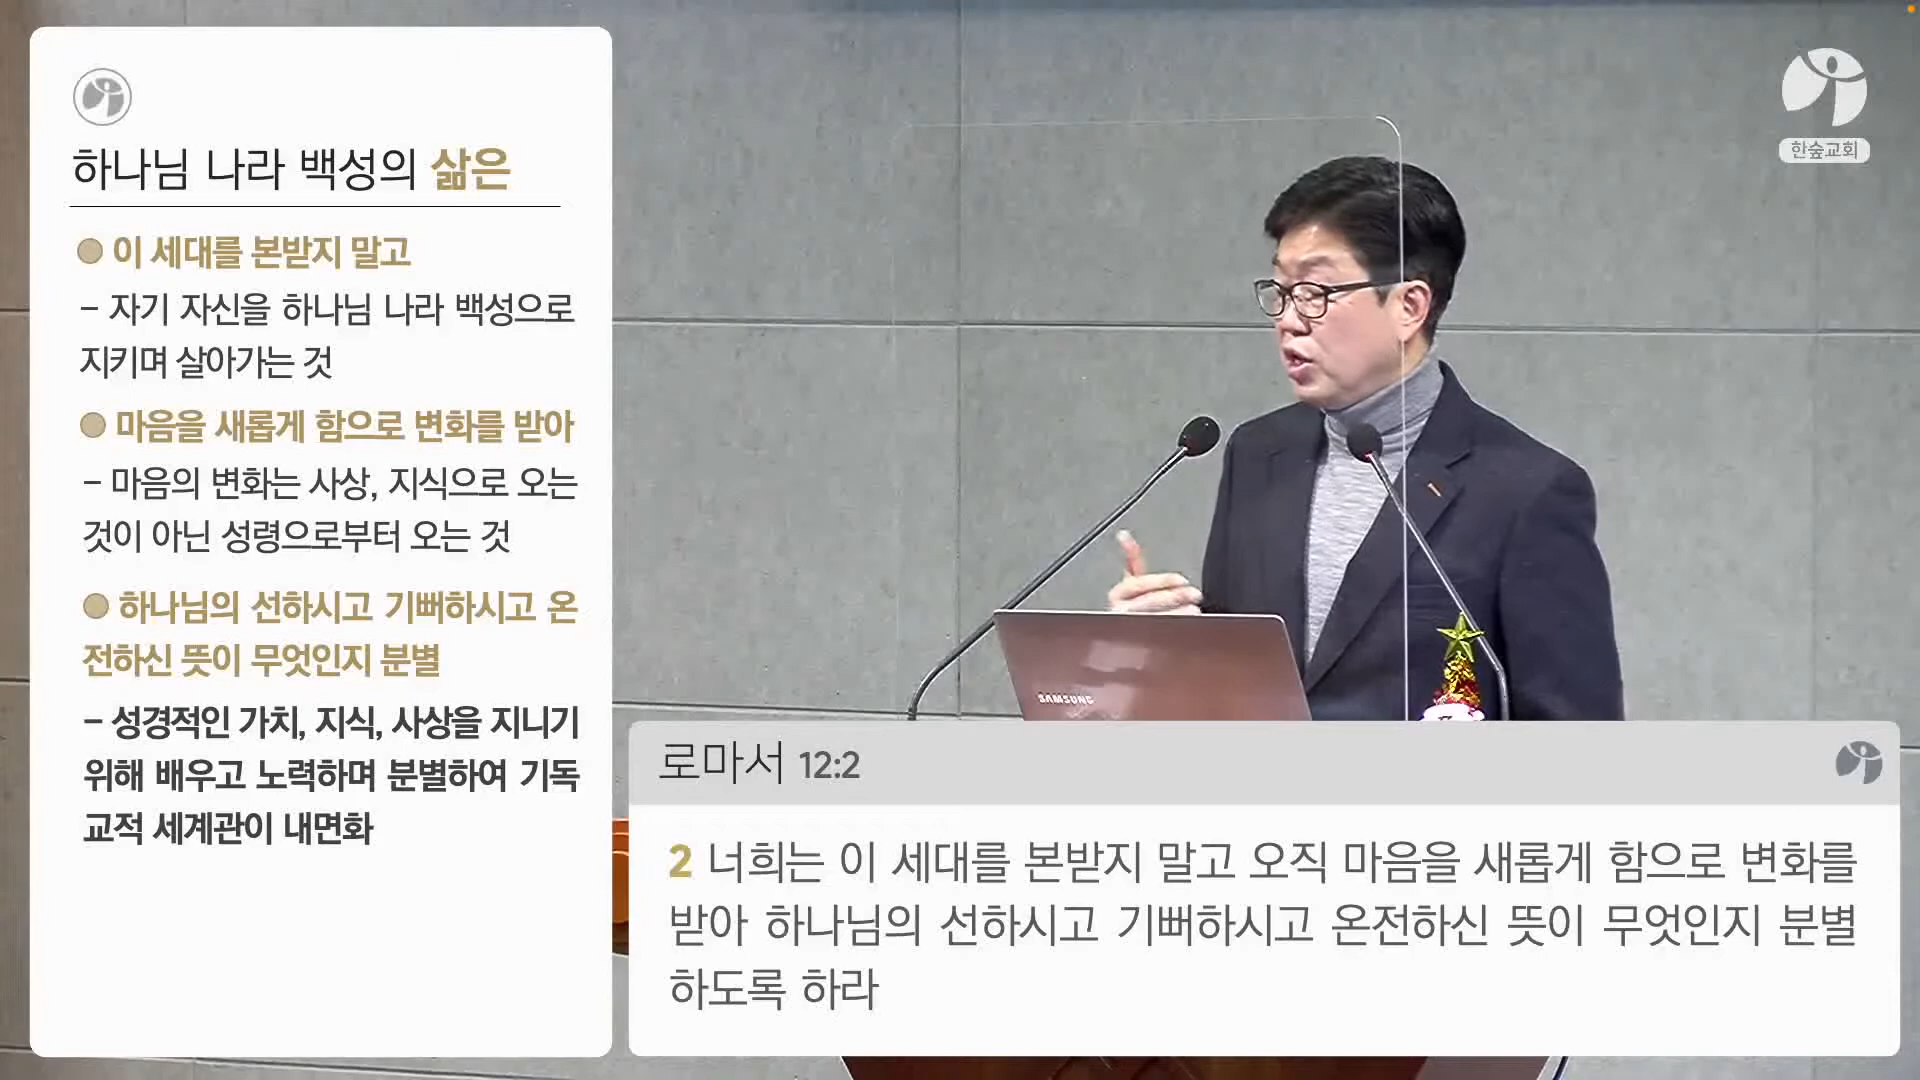 하나님 나라 백성의 삶은
이 세대를 본받지 말고
– 자기 자신을 하나님 나라 백성으로
지키며 살아가는 것
마음을 새롭게 함으로 변화를 받아
– 마음의 변화는 사상, 지식으로 오는
것이 아닌 성령으로부터 오는 것
하나님의 선하시고 기뻐하시고 온
전하신 뜻이 무엇인지 분별
– 성경적인 가치, 지식, 사상을 지니기
위해 배우고 노력하며 분별하여 기독
교적 세계관이 내면화
한숲교회
SAMSUNG
로마서 12:2
2 너희는 이 세대를 본받지 말고 오직 마음을 새롭게 함으로 변화를
받아 하나님의 선하시고 기뻐하시고 온전하신 뜻이 무엇인지 분별
하도록 하라